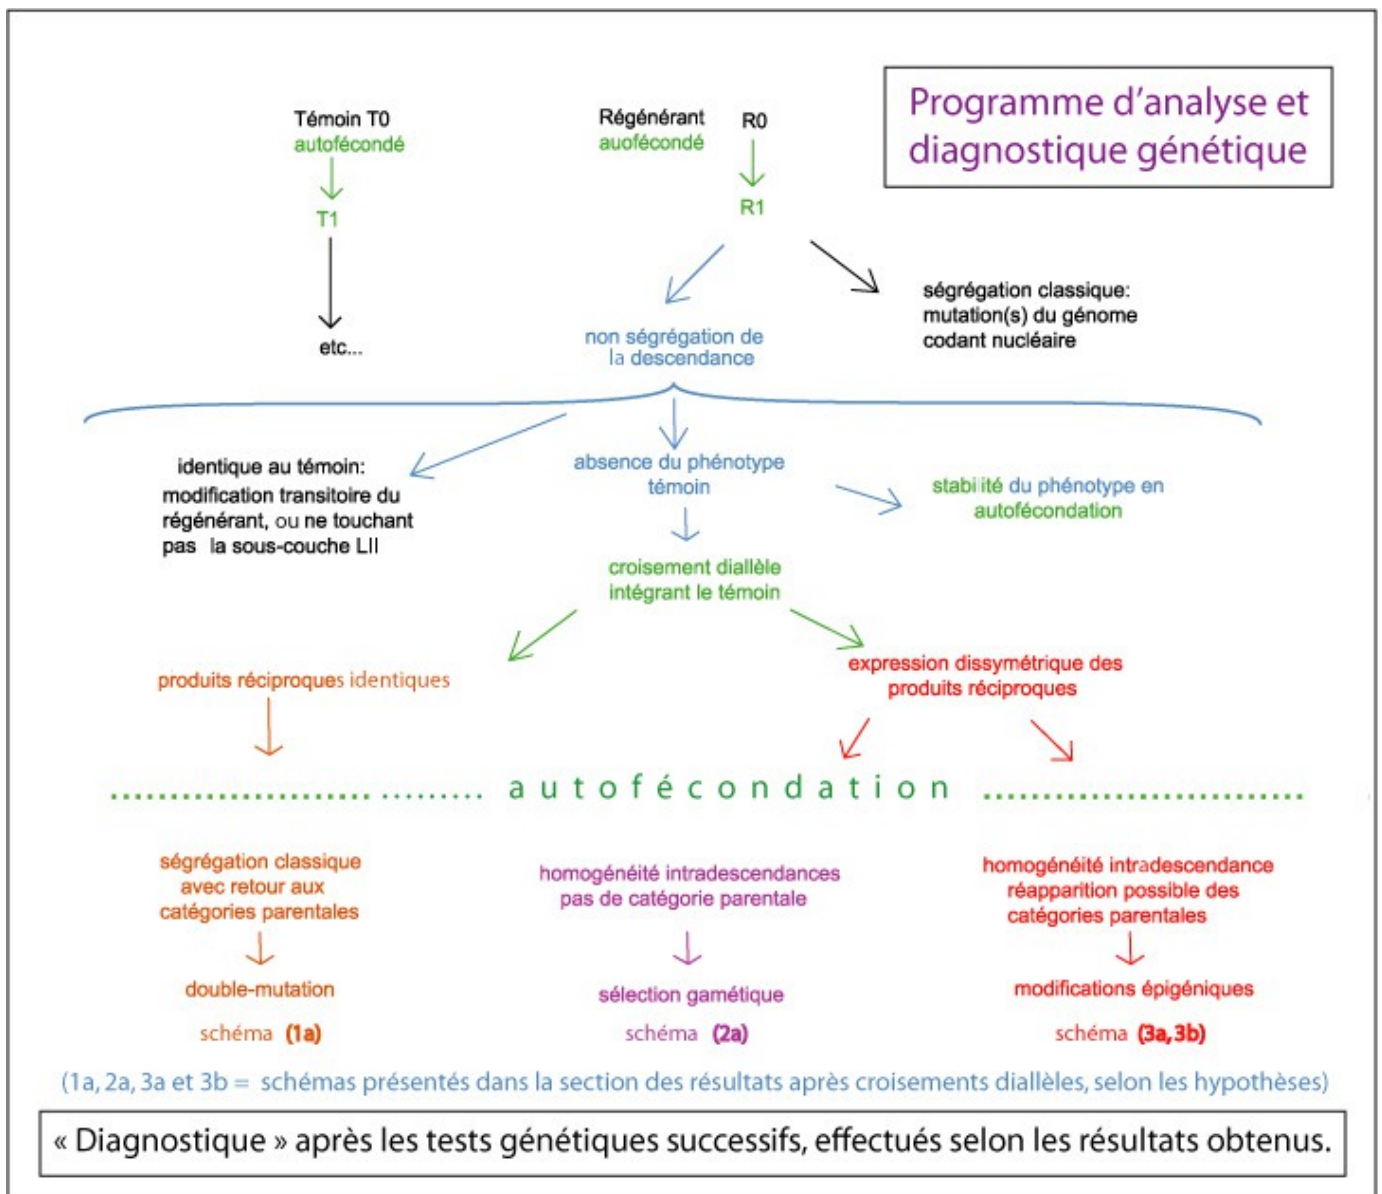 Programme d'analyse et
diagnostique génétique
Témoin T0
autofécondé
T1
etc...
Régénérant R0
auofécondé
R1
ségrégation classique:
mutation(s) du génome
codant nucléaire
non ségrégation de
la descendance
identique au témoin:
modification transitoire du
régénérant, ou ne touchant
pas la sous-couche LII
absence du phénotype
témoin
stabilité du phénotype en
autofécondation
croisement diallèle
intégrant le témoin
produits réciproques identiques
expression dissymétrique des
produits réciproques
autofécondation
ségrégation classique
avec retour aux
catégories parentales
double-mutation
schéma (1a)
homogénéité intradescendances
pas de catégorie parentale
sélection gamétique
schéma (2a)
homogénéité intradescendance
réapparition possible des
catégories parentales
modifications épigéniques
schéma (3a, 3b)
(1a, 2a, 3a et 3b = schémas présentés dans la section des résultats après croisements diallèles, selon les hypothèses)
« Diagnostique » après les tests génétiques successifs, effectués selon les résultats obtenus.